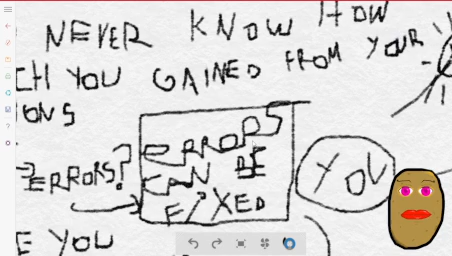 NEVER KNOW HOW
CH YOU GAINED FROM YOUR
IONS
ERRORS
ERRORS?
CAN BE
FIXED
YOU
E YOU